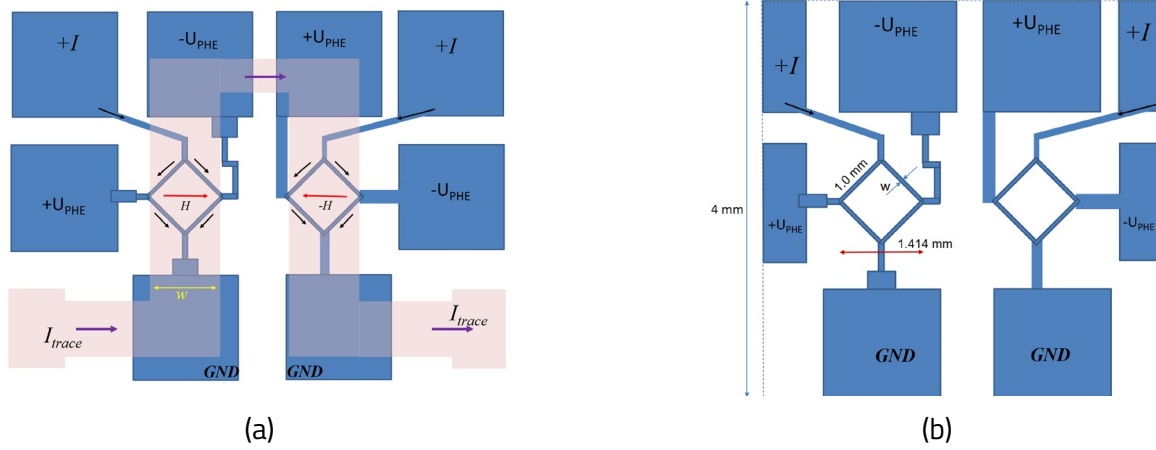 +I
-U_PHE
+U_PHE
+I
+U_PHE
H
-H
-U_PHE
w
I_trace
I_trace
GND
GND
(a)
+I
-U_PHE
+U_PHE
+I
1.0 mm
w
4 mm
+U_PHE
-U_PHE
1.414 mm
GND
GND
(b)